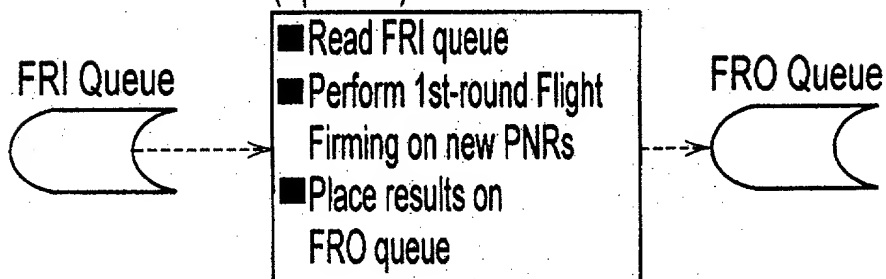 ■Read FRI queue
FRI Queue
■Perform 1st-round Flight
Firming on new PNRs
■Place results on
FRO queue
FRO Queue